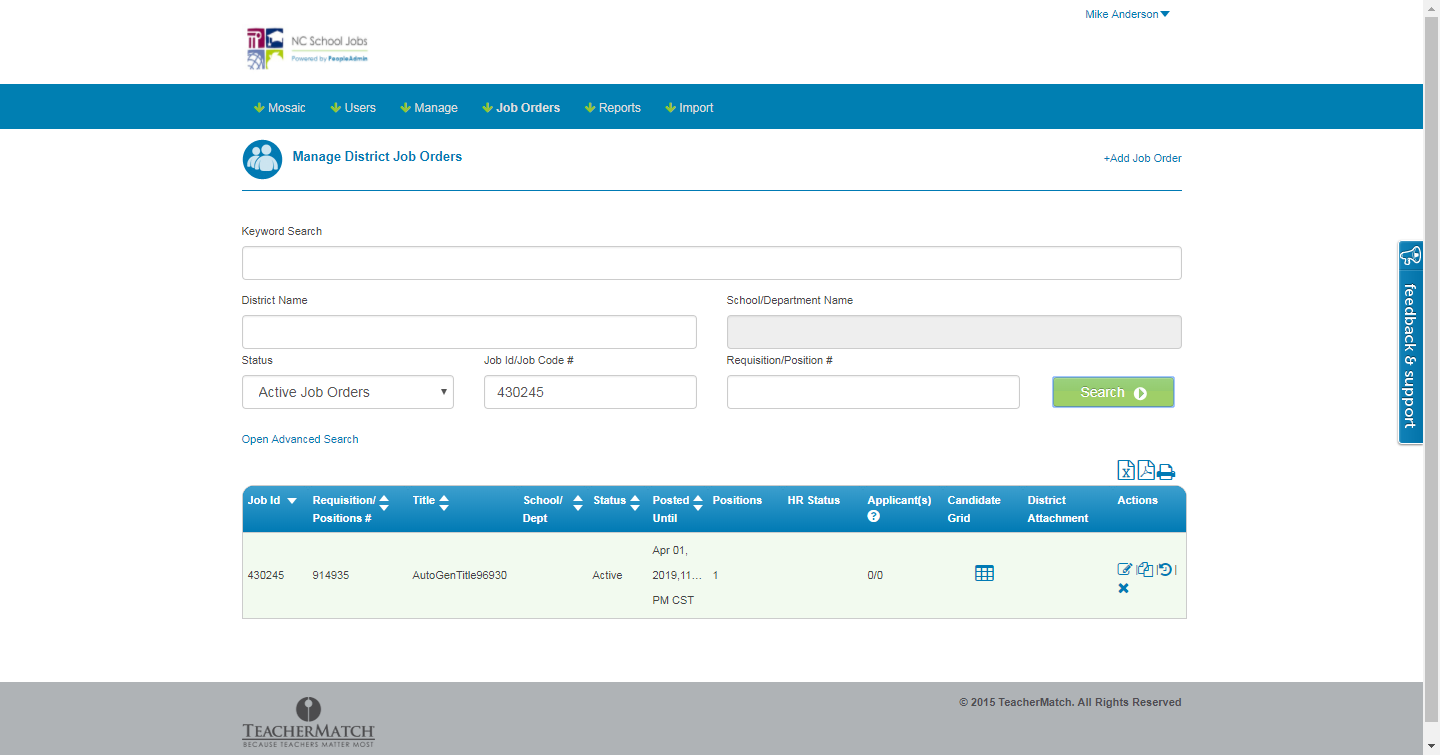 Mike Anderson
NC School Jobs
Powered by PeopleAdmin
Mosaic Users Manage Job Orders Reports Import
Manage District Job Orders
+Add Job Order
Keyword Search
District Name School/Department Name
Status Job Id/Job Code # Requisition/Position #
Active Job Orders 430245 Search
Open Advanced Search
Job Id Requisition/ Title School/ Status Posted Positions HR Status Applicant(s) Candidate District Actions
Positions # Dept Until Grid Attachment
Apr 01,
430245 914935 AutoGenTitle96930 Active 2019,11... 1 0/0
PM CST
feedback & support
© 2015 TeacherMatch. All Rights Reserved
TEACHERMATCH
BECAUSE TEACHERS MATTER MOST